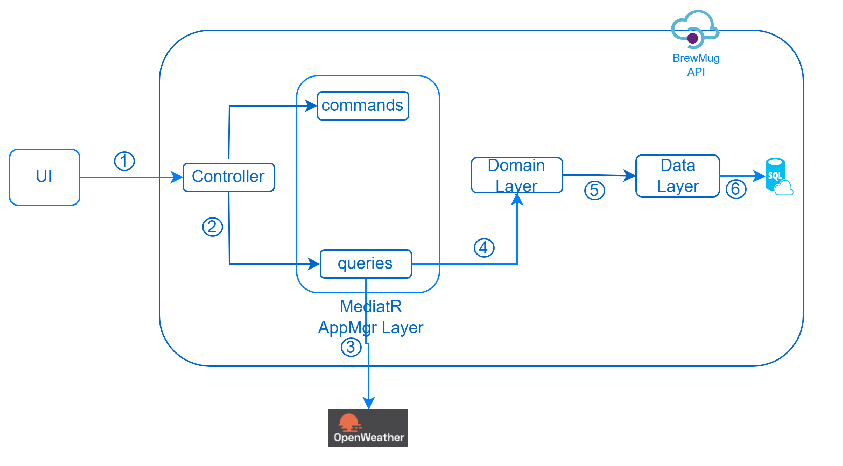 BrewMug
API
commands
1
UI
Controller
Domain
Layer
Data
Layer
SQL
5
6
2
4
queries
MediatR
AppMgr Layer
3
OpenWeather